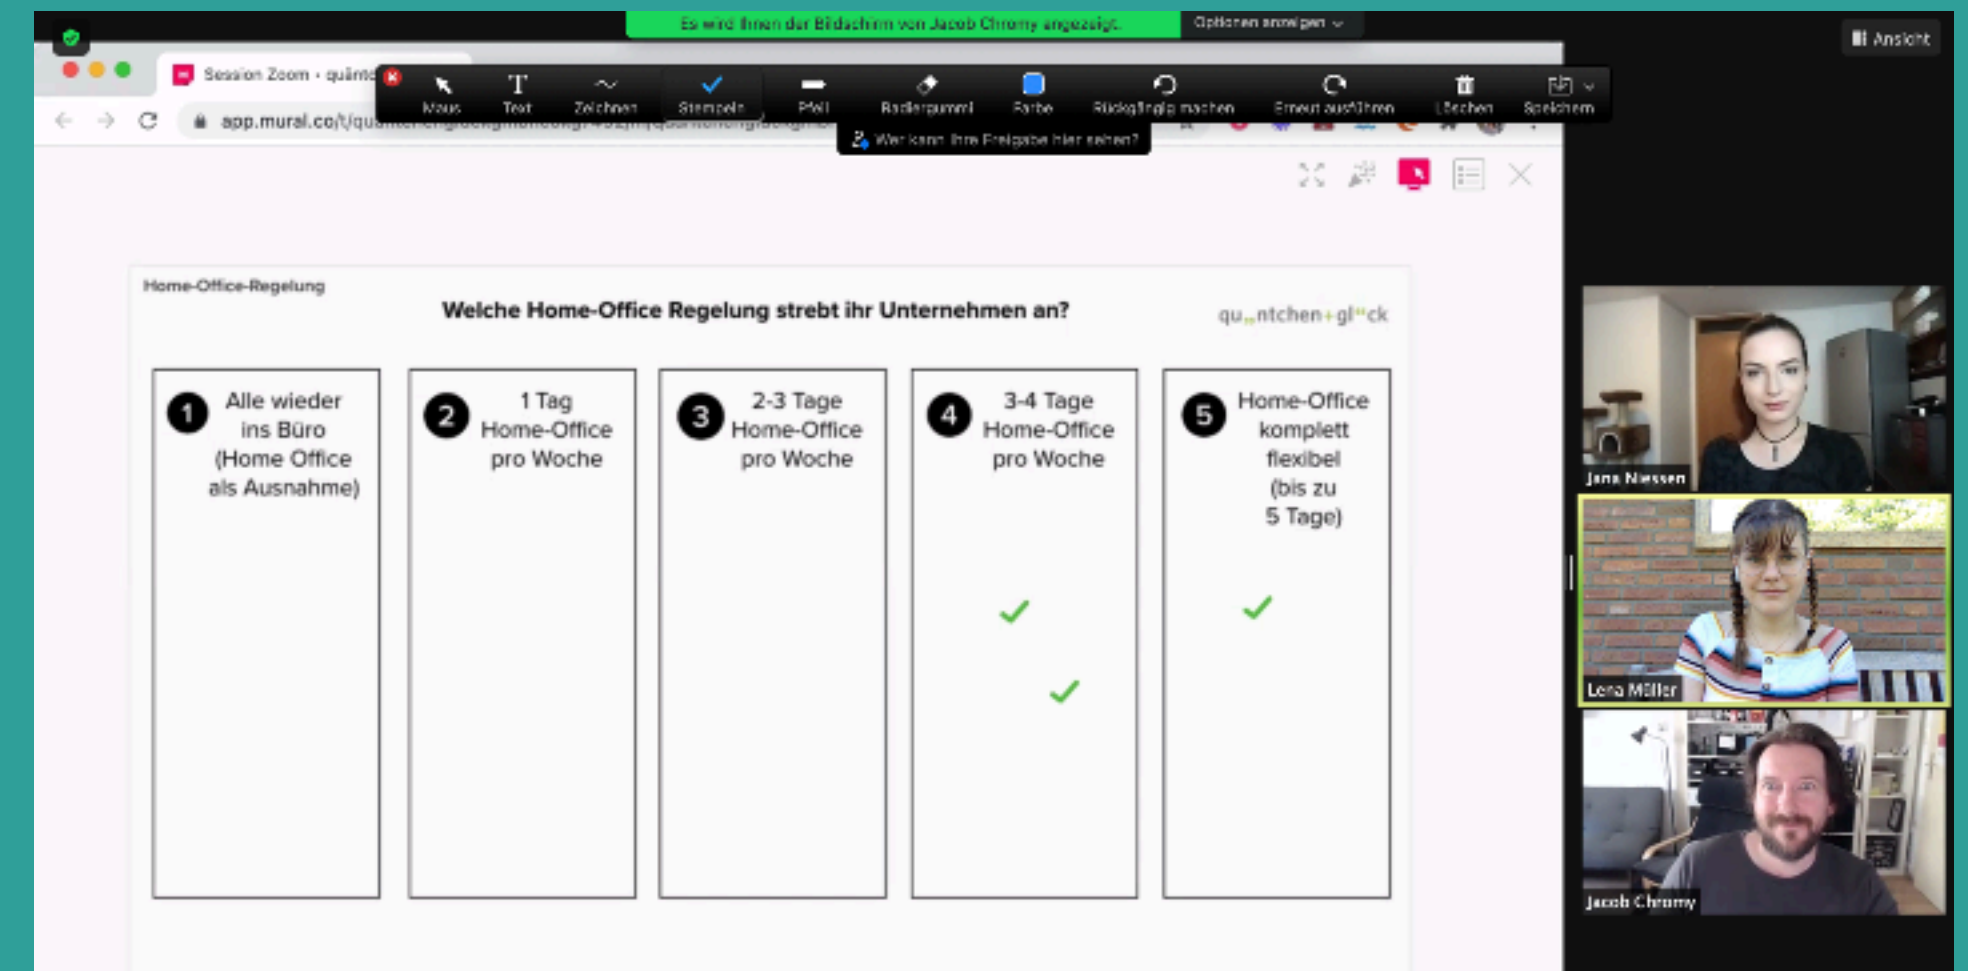 Es wird Ihnen der Bildschirm von Jacob Chromy angezeigt.
Optionen anzeigen
Ansicht
Session Zoom • quänt
Maus
Text
Zeichnen
Stempeln
Pfeil
Radiergummi
Farbe
Rückgängig machen
Erneut ausführen
Löschen
Speichern
app.mural.co/t/qu
Wer kann Ihre Freigabe hier sehen?
Home-Office-Regelung
Welche Home-Office Regelung strebt ihr Unternehmen an?
qu„ntchen+gl“ck
1
Alle wieder
ins Büro
(Home Office
als Ausnahme)
2
1 Tag
Home-Office
pro Woche
3
2-3 Tage
Home-Office
pro Woche
4
3-4 Tage
Home-Office
pro Woche
5
Home-Office
komplett
flexibel
(bis zu
5 Tage)
Jana Niessen
Lena Müller
Jacob Chromy